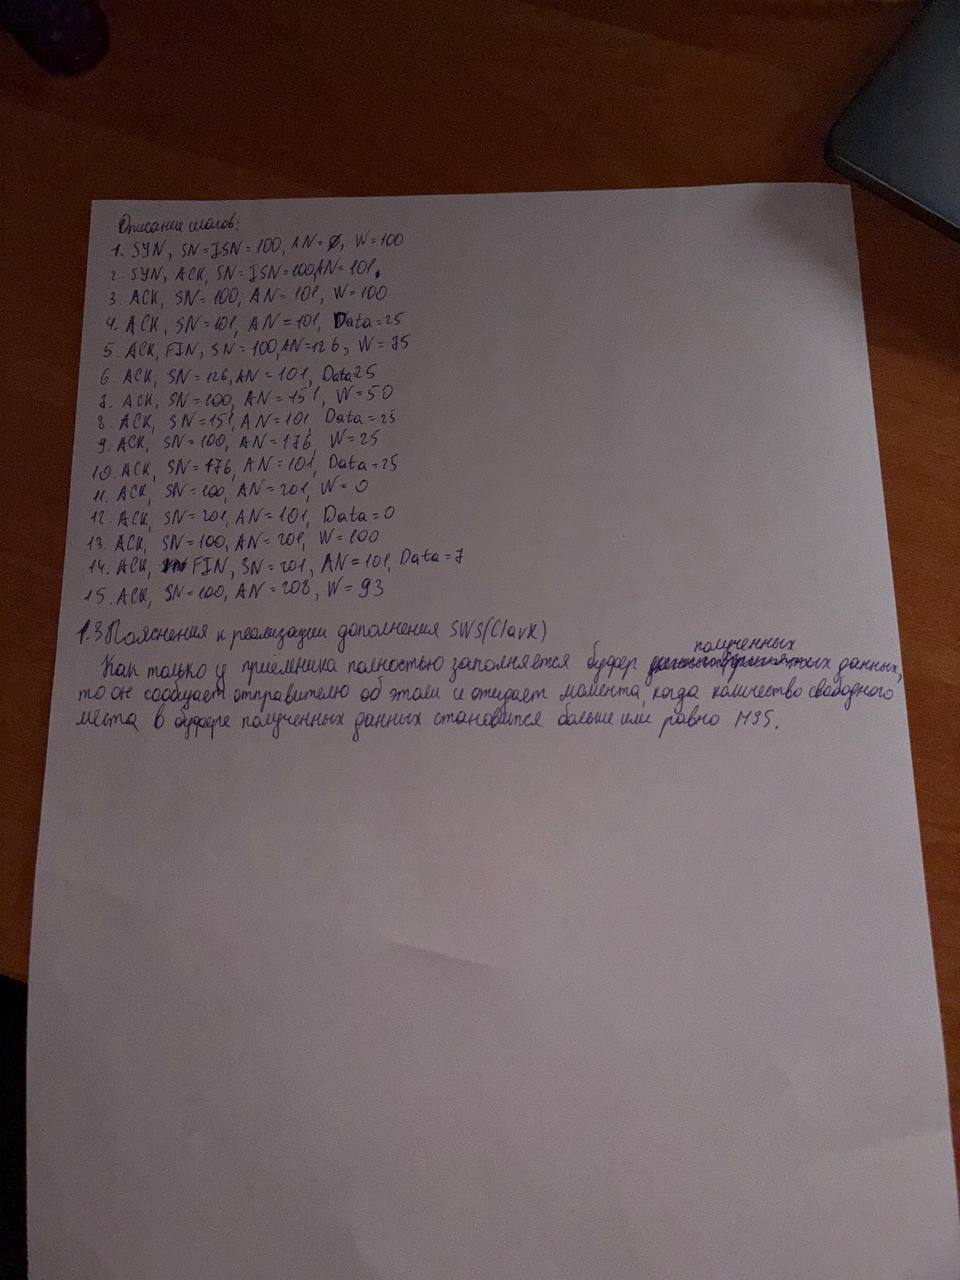 Описание шагов:
1. SYN, SN=ISN=100, AN=0, W=100
2. SYN, ACK, SN=ISN=100, AN=101.
3. ACK, SN=100, AN=101, W=100
4. ACK, SN=101, AN=101, Data=25
5. ACK, FIN, SN=100, AN=126, W=75
6. ACK, SN=126, AN=101, Data=25
7. ACK, SN=100, AN=151, W=50
8. ACK, SN=151, AN=101, Data=25
9. ACK, SN=100, AN=176, W=25
10. ACK, SN=176, AN=101, Data=25
11. ACK, SN=100, AN=201, W=0
12. ACK, SN=201, AN=101, Data=0
13. ACK, SN=100, AN=201, W=100
14. ACK, FIN, SN=201, AN=101, Data=7
15. ACK, SN=100, AN=208, W=93
1.3 Пояснения к реализации дополнения SWS(Clark)
Как только у приёмника полностью заполняется буфер полученных данных,
то он сообщает отправителю об этом и ожидает момента, когда количество свободного
места в буфере полученных данных становится больше или равно MSS.